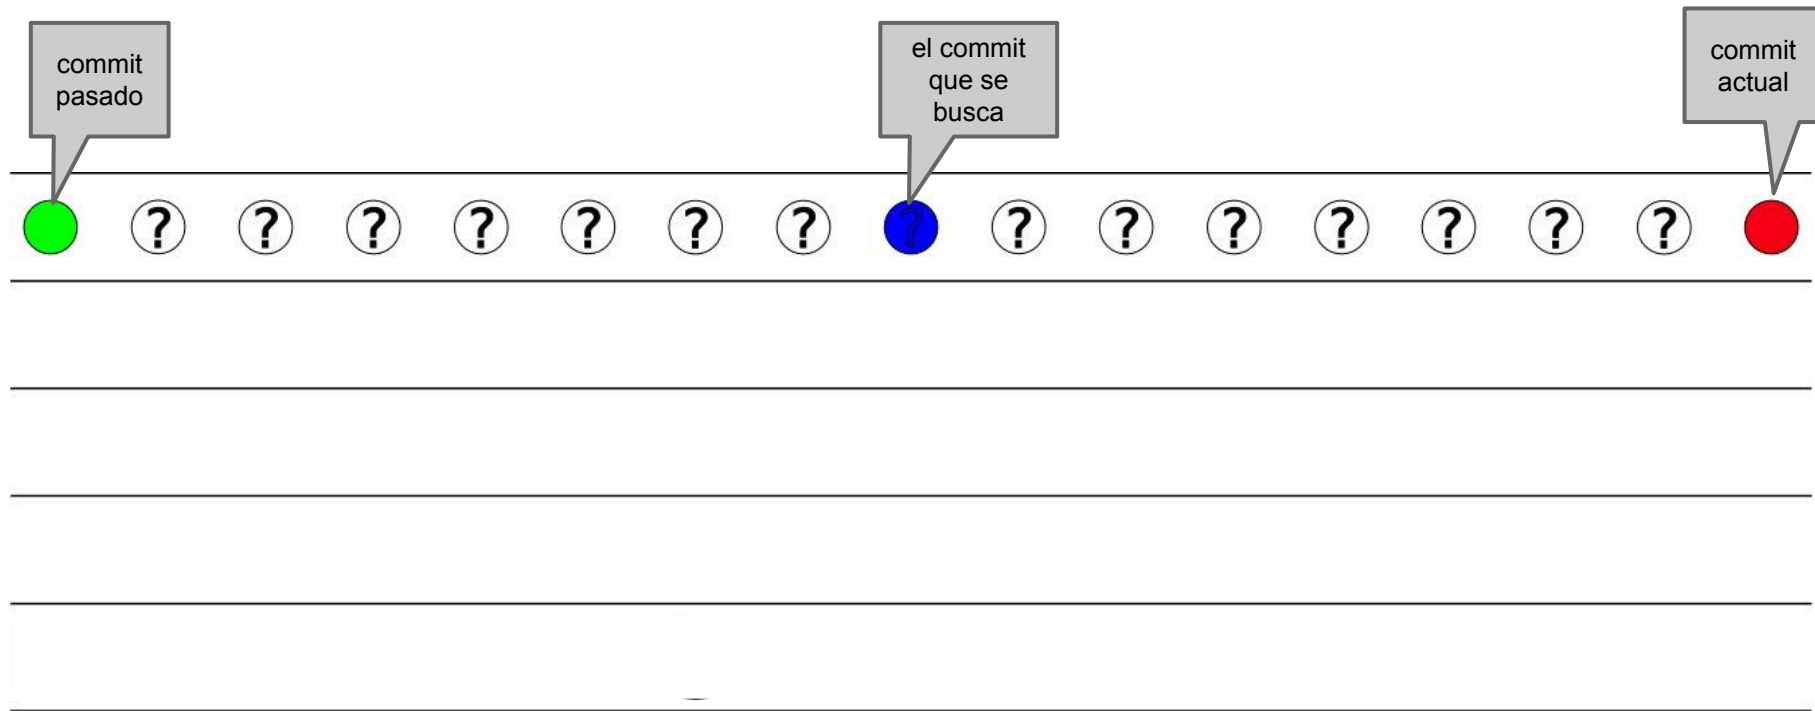 commit
pasado
el commit
que se
busca
commit
actual
? ? ? ? ? ? ? ? ? ? ? ? ? ? ?